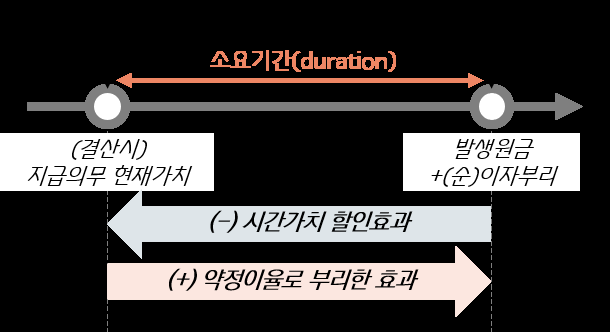 소요기간(duration)
(결산시)
지급의무 현재가치
발생원금
+(순)이자부리
(-) 시간가치 할인효과
(+) 약정이율로 부리한 효과